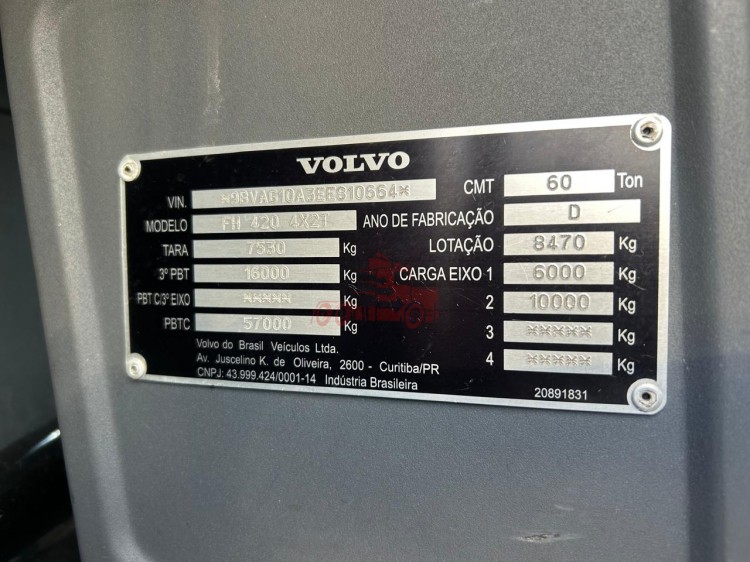 VOLVO
VIN. *9BVAG10A3EE810664* CMT 60 Ton
MODELO FH 420 4X2T ANO DE FABRICAÇÃO D
TARA 7530 Kg LOTAÇÃO 8470 Kg
3º PBT 16000 Kg CARGA EIXO 1 6000 Kg
PBT C/3º EIXO ***** Kg 2 10000 Kg
PBTC 57000 Kg 3 ***** Kg
4 ***** Kg
Volvo do Brasil Veículos Ltda.
Av. Juscelino K. de Oliveira, 2600 - Curitiba/PR
CNPJ: 43.999.424/0001-14 Indústria Brasileira
20891831